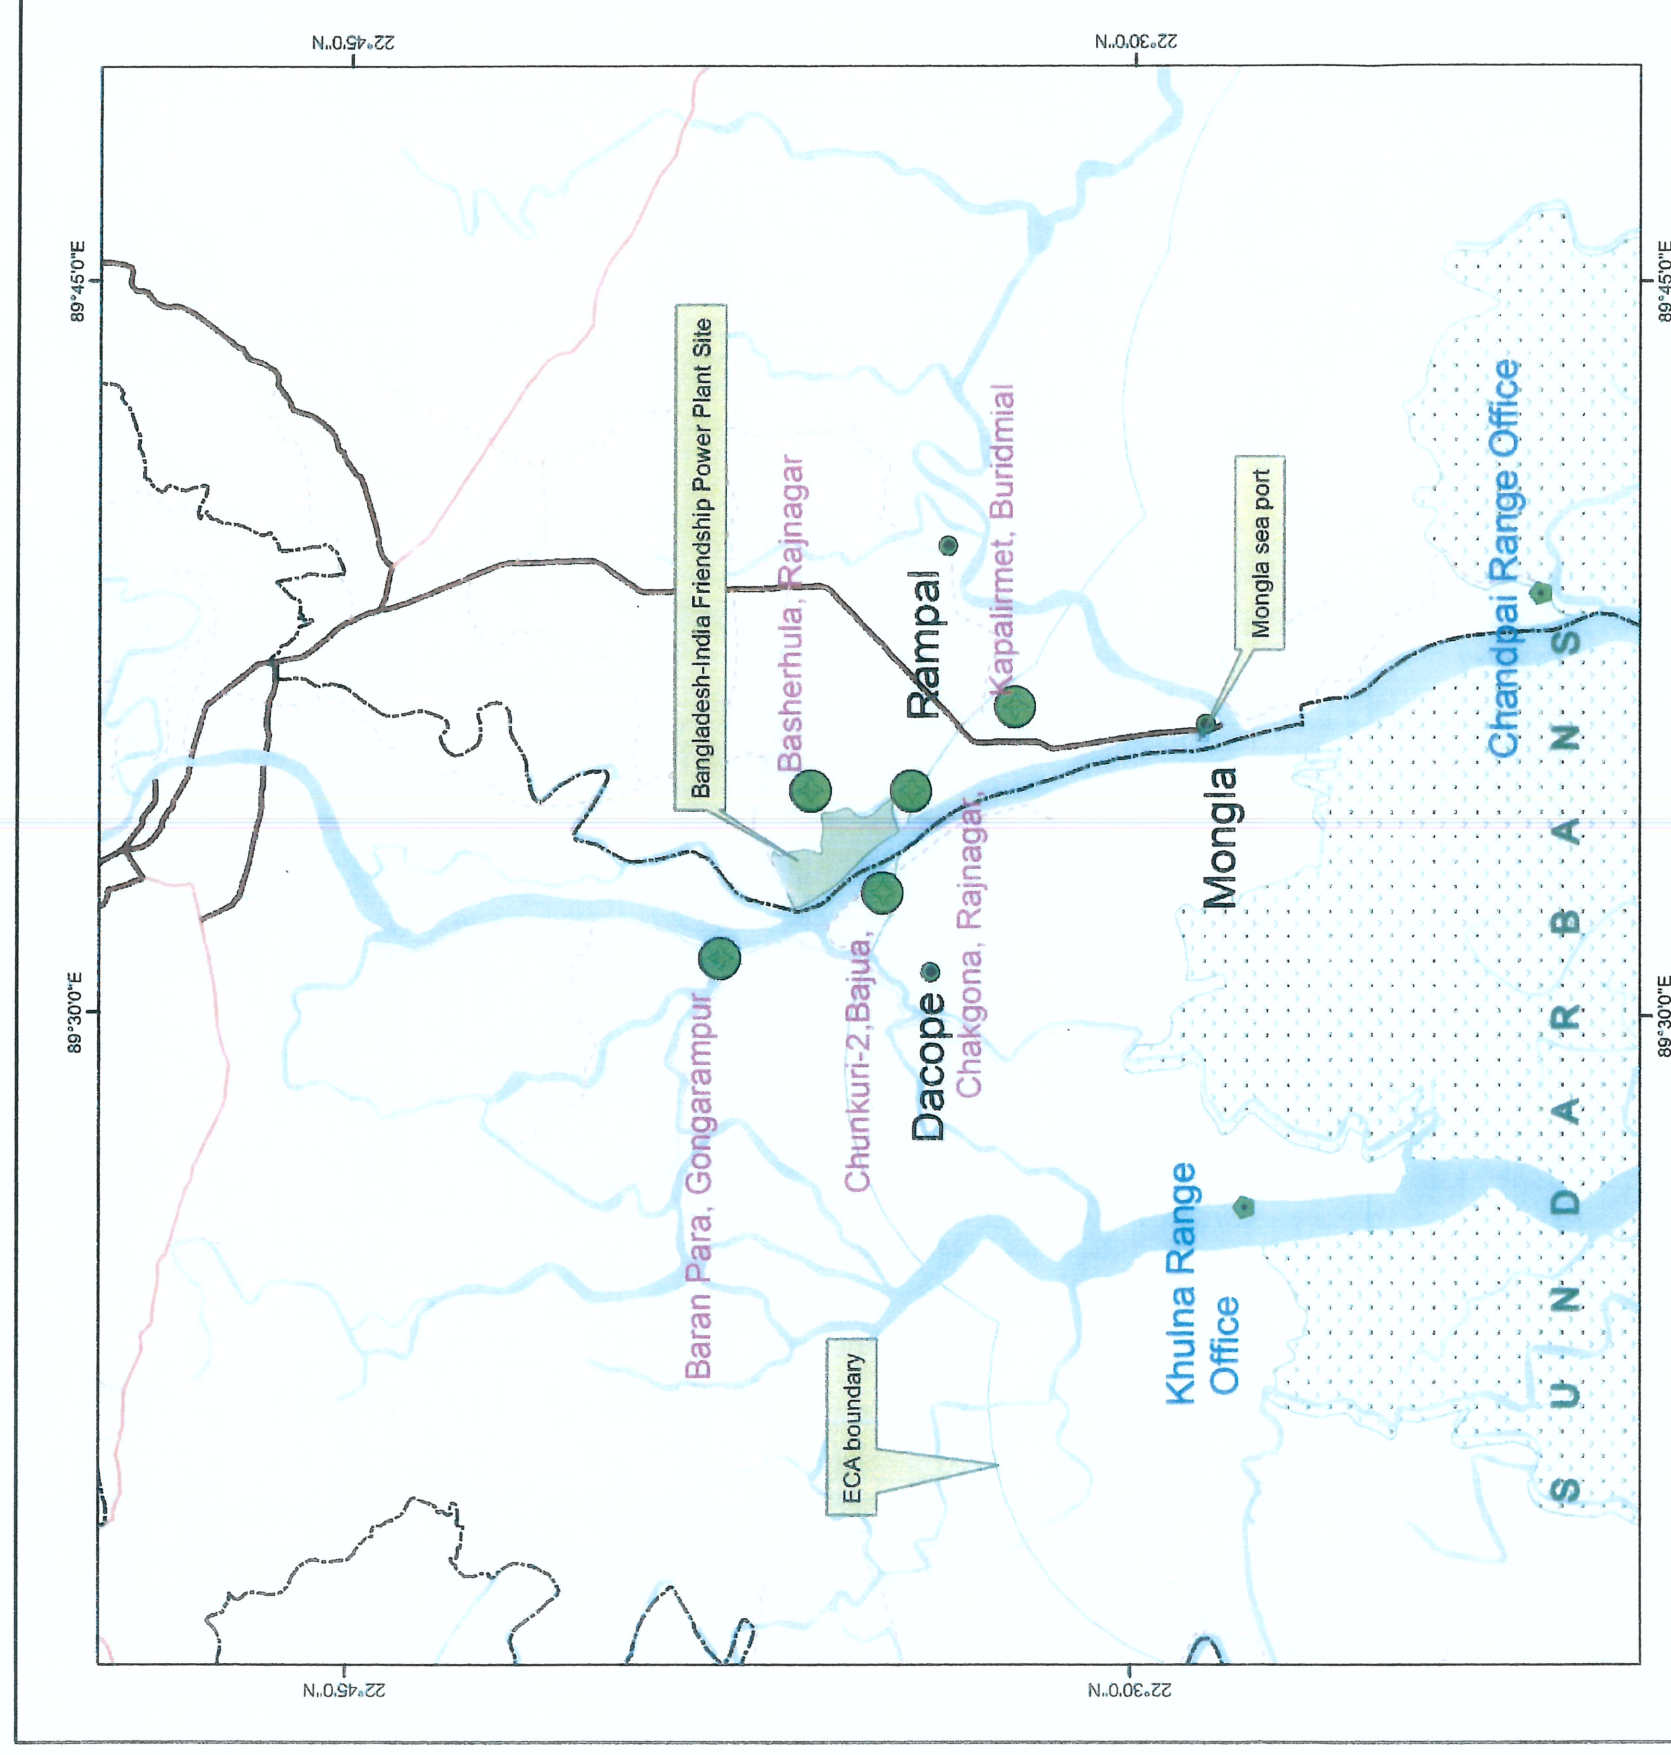 89°30'0"E
89°45'0"E
22°45'0"N
22°45'0"N
Bangladesh-India Friendship Power Plant Site
Baran Para, Gongarampur
Basherhula, Rajnagar
ECA boundary
Chunkuri-2,Bajua,
Rampal
Dacope
Chakgona, Rajnagar,
Kapalirmet, Buridmial
22°30'0"N
22°30'0"N
Khulna Range
Office
Mongla
Mongla sea port
Chandpai Range Office
SUNDARBANS
89°30'0"E
89°45'0"E